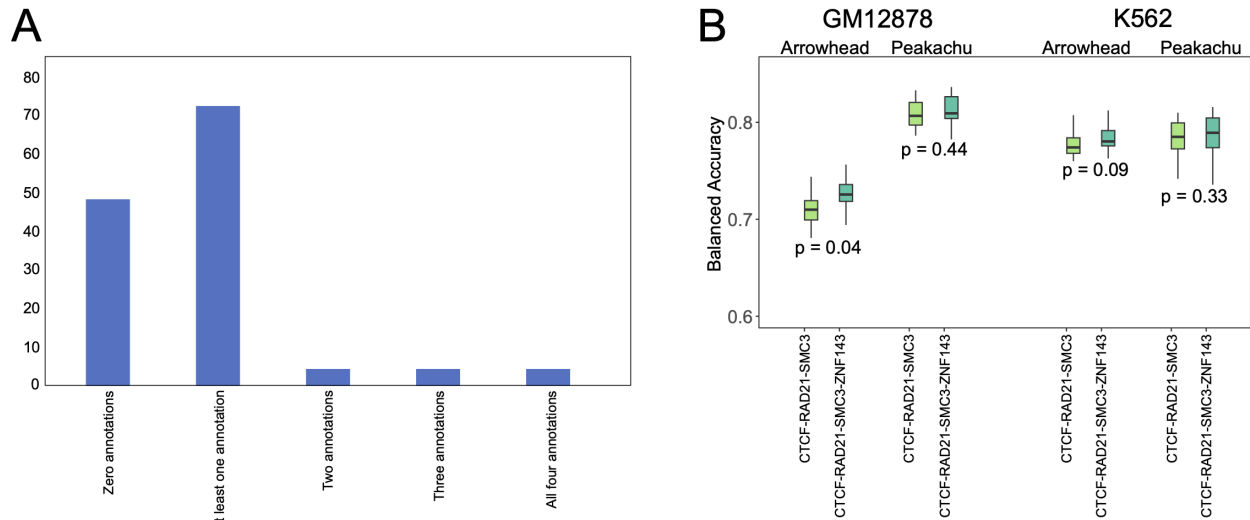 A
80
70
60
50
40
30
20
10
0
Zero annotations
t least one annotation
Two annotations
Three annotations
All four annotations
B
GM12878
K562
Arrowhead
Peakachu
Arrowhead
Peakachu
Balanced Accuracy
0.8
0.7
0.6
p = 0.04
p = 0.44
p = 0.09
p = 0.33
CTCF-RAD21-SMC3
CTCF-RAD21-SMC3-ZNF143
CTCF-RAD21-SMC3
CTCF-RAD21-SMC3-ZNF143
CTCF-RAD21-SMC3
CTCF-RAD21-SMC3-ZNF143
CTCF-RAD21-SMC3
CTCF-RAD21-SMC3-ZNF143